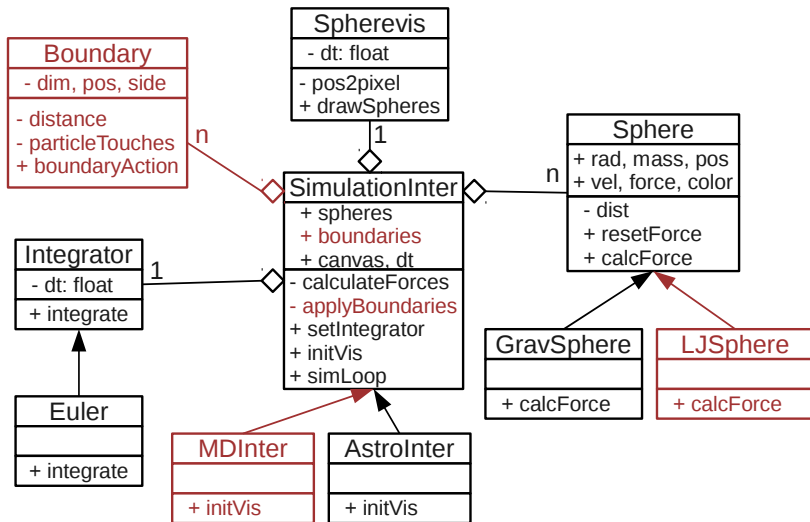 Spherevis
- dt: float
- pos2pixel
+ drawSpheres
1
Boundary
- dim, pos, side
- distance
- particleTouches
+ boundaryAction
n
Sphere
+ rad, mass, pos
+ vel, force, color
- dist
+ resetForce
+ calcForce
n
SimulationInter
+ spheres
+ boundaries
+ canvas, dt
- calculateForces
- applyBoundaries
+ setIntegrator
+ initVis
+ simLoop
Integrator
- dt: float
+ integrate
1
Euler
+ integrate
MDInter
+ initVis
AstroInter
+ initVis
GravSphere
+ calcForce
LJSphere
+ calcForce